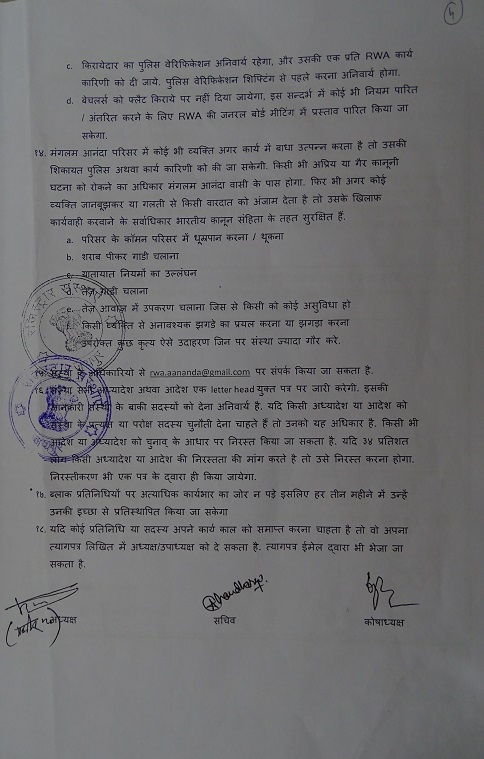 4
c. किरायेदार का पुलिस वेरिफिकेशन अनिवार्य रहेगा, और उसकी एक प्रति RWA कार्य
कारिणी को दी जाये. पुलिस वेरिफिकेशन शिफ्टिंग से पहले करना अनिवार्य होगा.
d. बेचलर्स को फ्लैट किराये पर नहीं दिया जायेगा, इस सन्दर्भ में कोई भी नियम पारित
/ अंतरित करने के लिए RWA की जनरल बोर्ड मीटिंग में प्रस्ताव पारित किया जा
सकेगा.
१४. मंगलम आनंदा परिसर में कोई भी व्यक्ति अगर कार्य में बाधा उत्पन्न करता है तो उसकी
शिकायत पुलिस अथवा कार्य कारिणी को की जा सकेगी. किसी भी अप्रिय या गैर कानूनी
घटना को रोकने का अधिकार मंगलम आनंदा वासी के पास होगा. फिर भी अगर कोई
व्यक्ति जानबूझकर या गलती से किसी वारदात को अंजाम देता है तो उसके खिलाफ
कार्यवाही करवाने के सर्वाधिकार भारतीय कानून संहिता के तहत सुरक्षित हैं.
a. परिसर के कॉमन परिसर में धूम्रपान करना / थूकना
b. शराब पीकर गाडी चलाना
c. यातायात नियमों का उल्लंघन
d. तेज़ गाडी चलाना
e. तेज़ आवाज़ में उपकरण चलाना जिस से किसी को कोई असुविधा हो
f. किसी व्यक्ति से अनावश्यक झगडे का प्रयत्न करना या झगड़ा करना
उपरोक्त कुछ कृत्य ऐसे उदाहरण जिन पर संस्था ज्यादा गौर करे.
१५. संस्था के अधिकारियो से rwa.aananda@gmail.com पर संपर्क किया जा सकता है.
१६. संस्था सभी अध्यादेश अथवा आदेश एक letter head युक्त पत्र पर जारी करेगी. इसकी
जानकारी संस्था के बाकी सदस्यों को देना अनिवार्य है. यदि किसी अध्यादेश या आदेश को
संस्था के प्रत्यक्ष या परोक्ष सदस्य चुनौती देना चाहते हैं तो उनको यह अधिकार है. किसी भी
आदेश या अध्यादेश को चुनाव् के आधार पर निरस्त किया जा सकता है. यदि ३४ प्रतिशत
लोग किसी अध्यादेश या आदेश की निरस्तता की मांग करते है तो उसे निरस्त करना होगा.
निरस्तीकरण भी एक पत्र के द्वारा ही किया जायेगा.
१७. ब्लाक प्रतिनिधियों पर अत्याधिक कार्यभार का जोर न पड़े इसलिए हर तीन महीने में उन्हें
उनकी इच्छा से प्रतिस्थापित किया जा सकेगा
१८. यदि कोई प्रतिनिधि या सदस्य अपने कार्य काल को समाप्त करना चाहता है तो वो अपना
त्यागपत्र लिखित में अध्यक्ष/उपाध्यक्ष को दे सकता है. त्यागपत्र ईमेल द्वारा भी भेजा जा
सकता है.
अध्यक्ष सचिव कोषाध्यक्ष